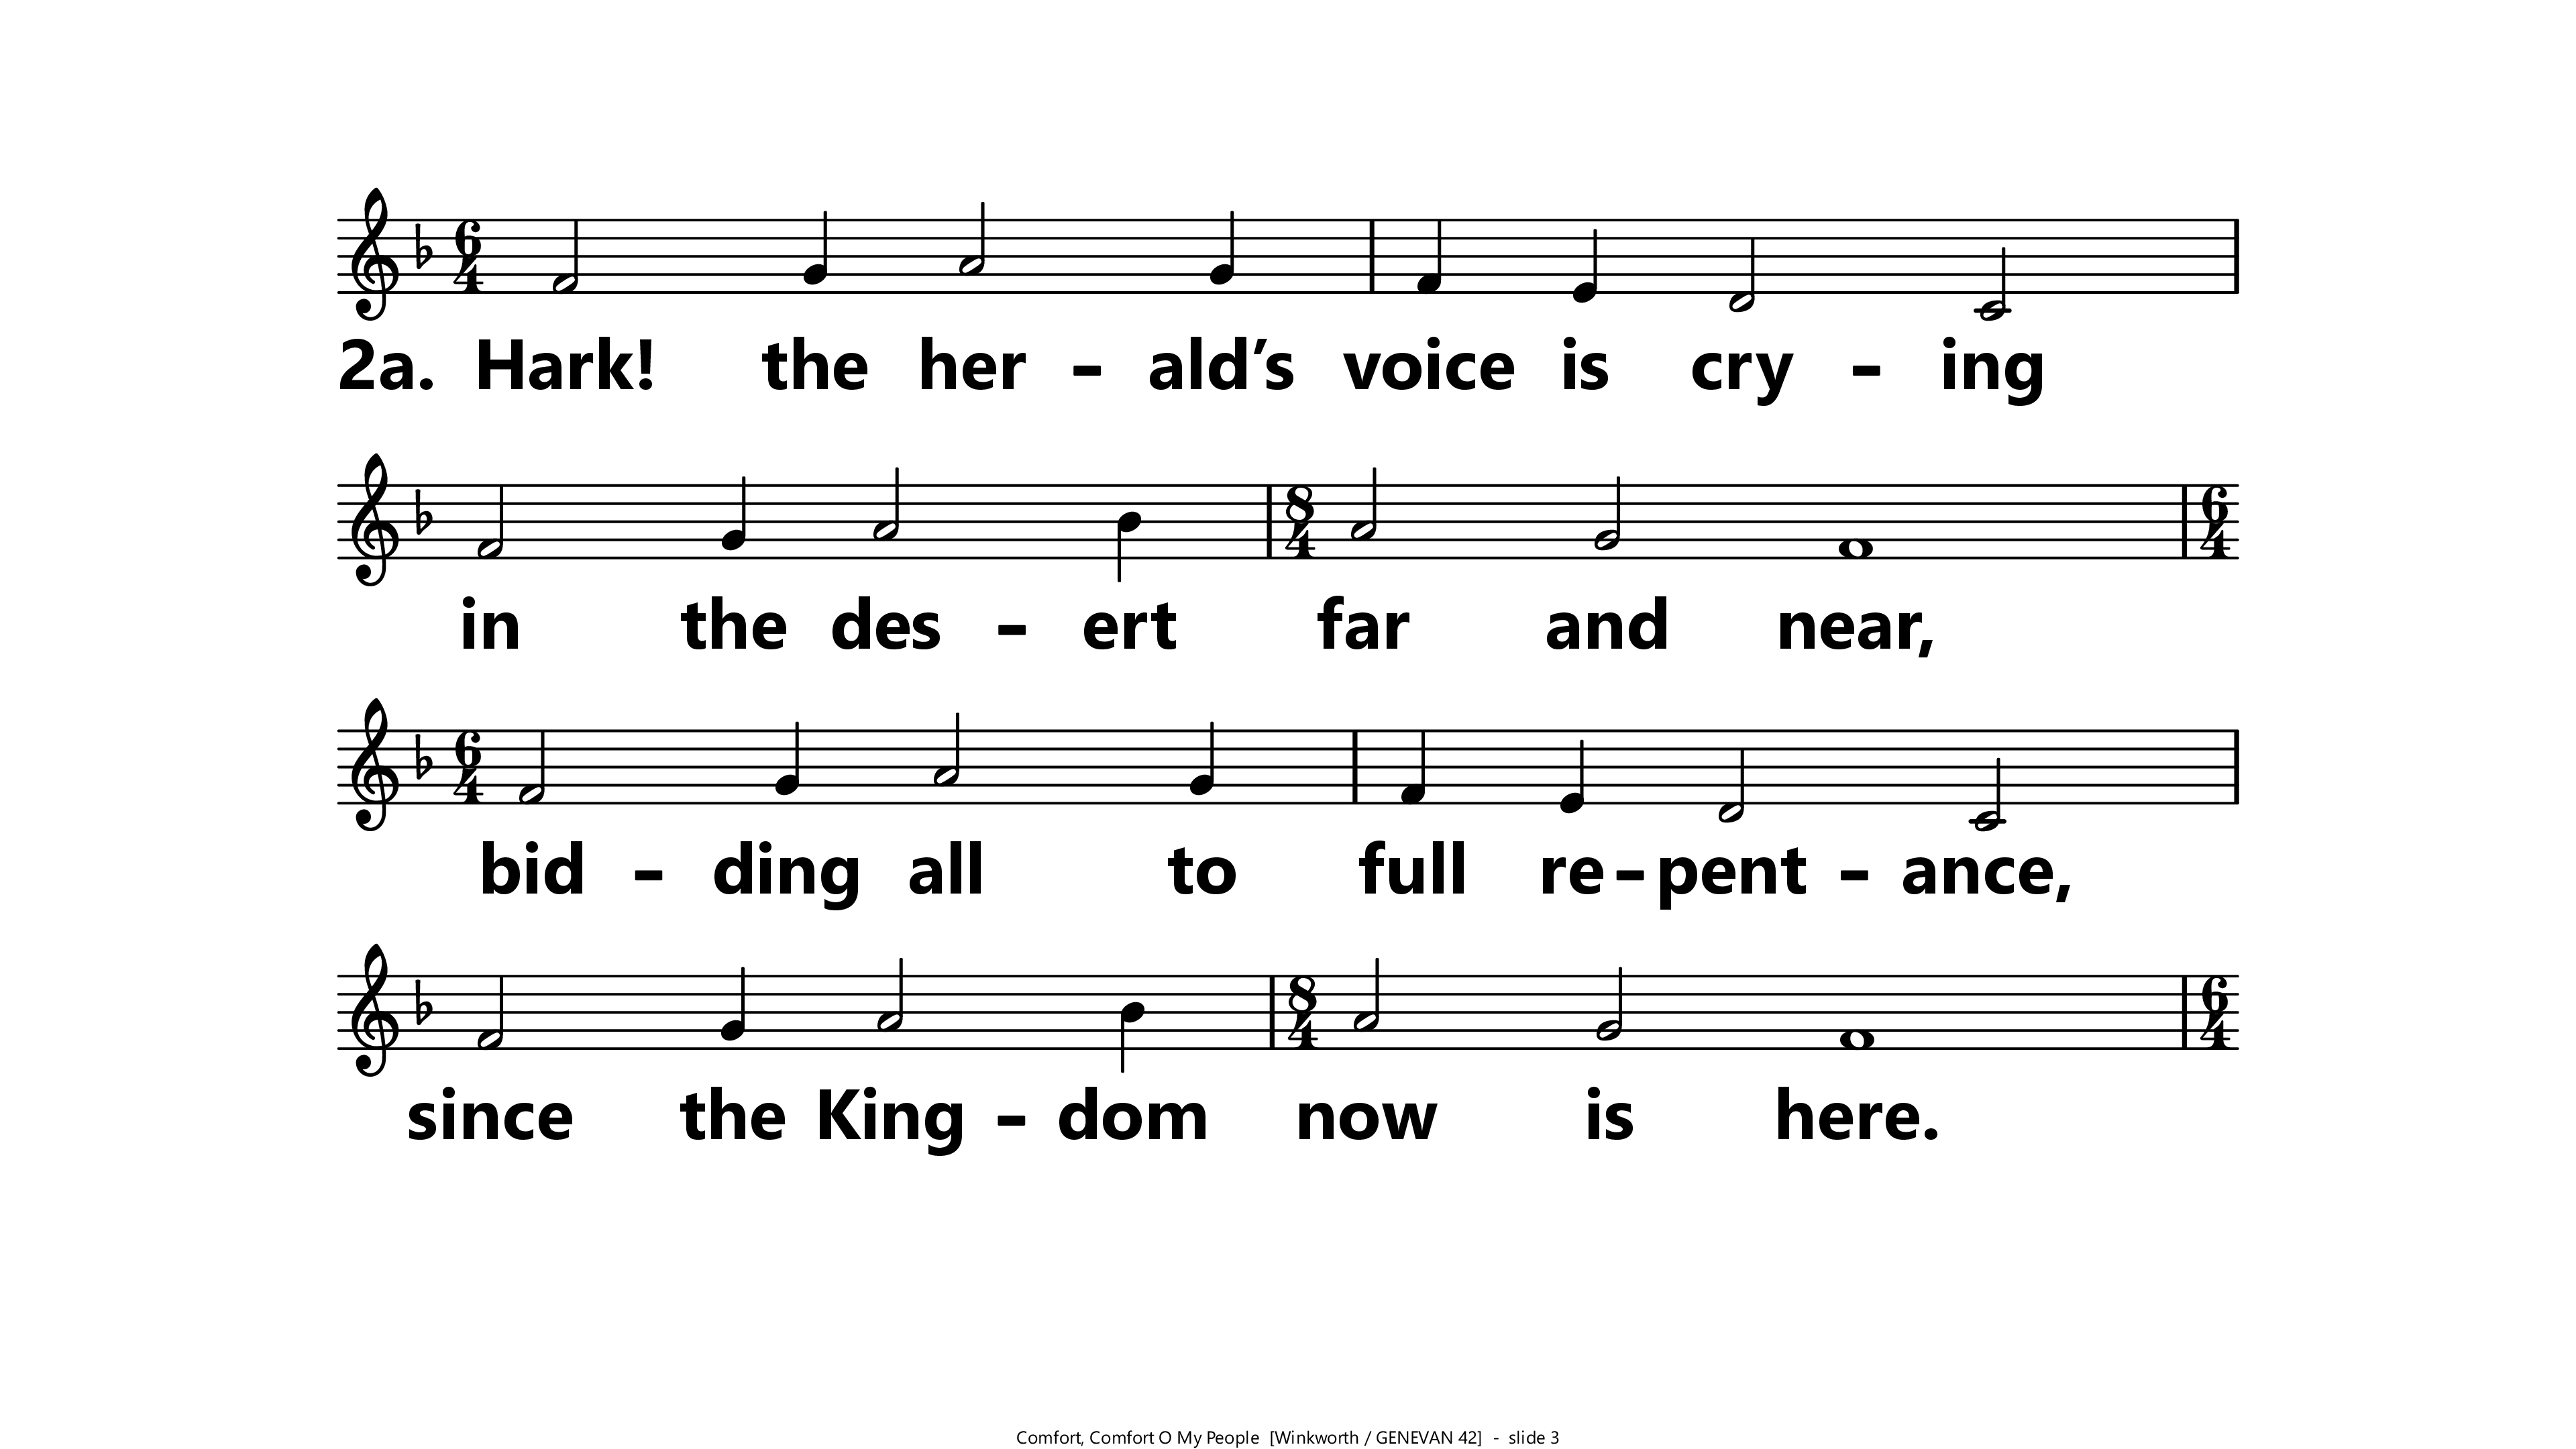 2a. Hark! the her - ald’s voice is cry - ing
in the des - ert far and near,
bid - ding all to full re - pent - ance,
since the King - dom now is here.
Comfort, Comfort O My People [Winkworth / GENEVAN 42] - slide 3